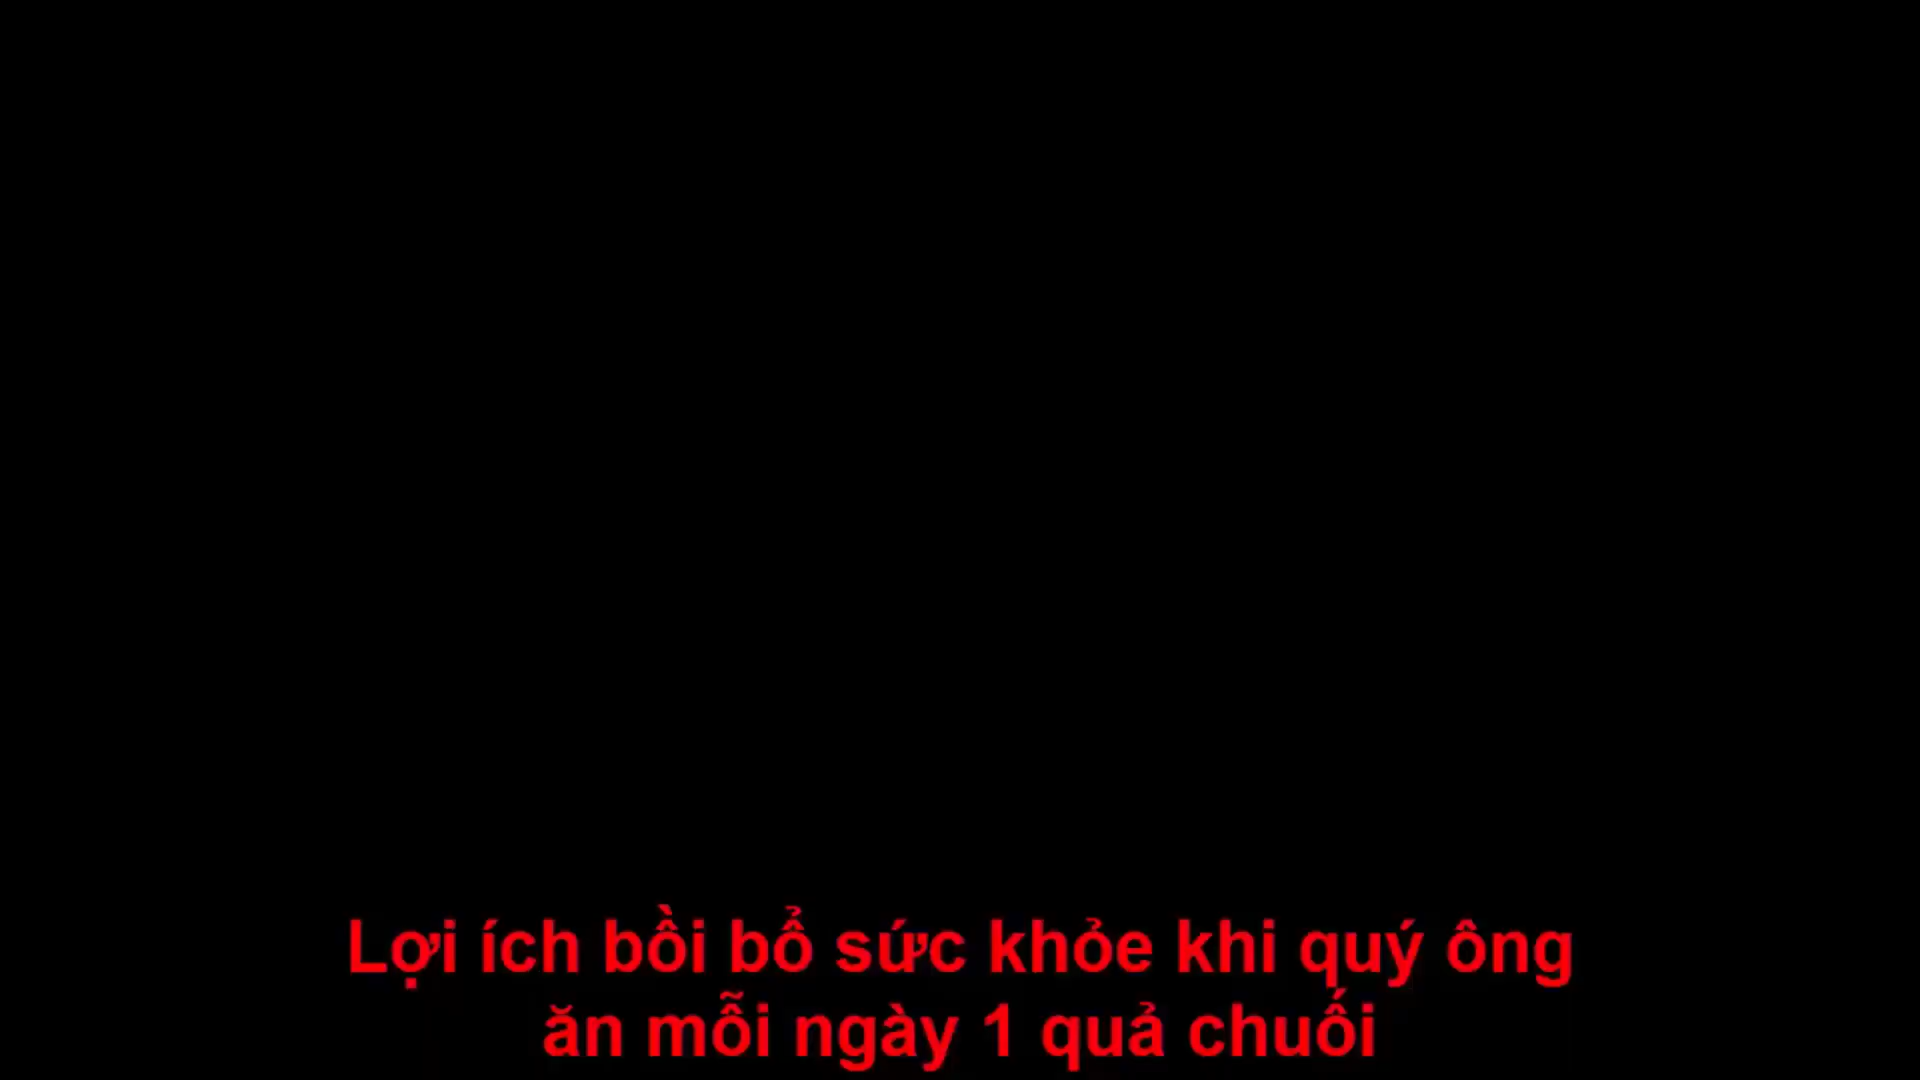 Lợi ích bồi bổ sức khỏe khi quý ông
ăn mỗi ngày 1 quả chuối